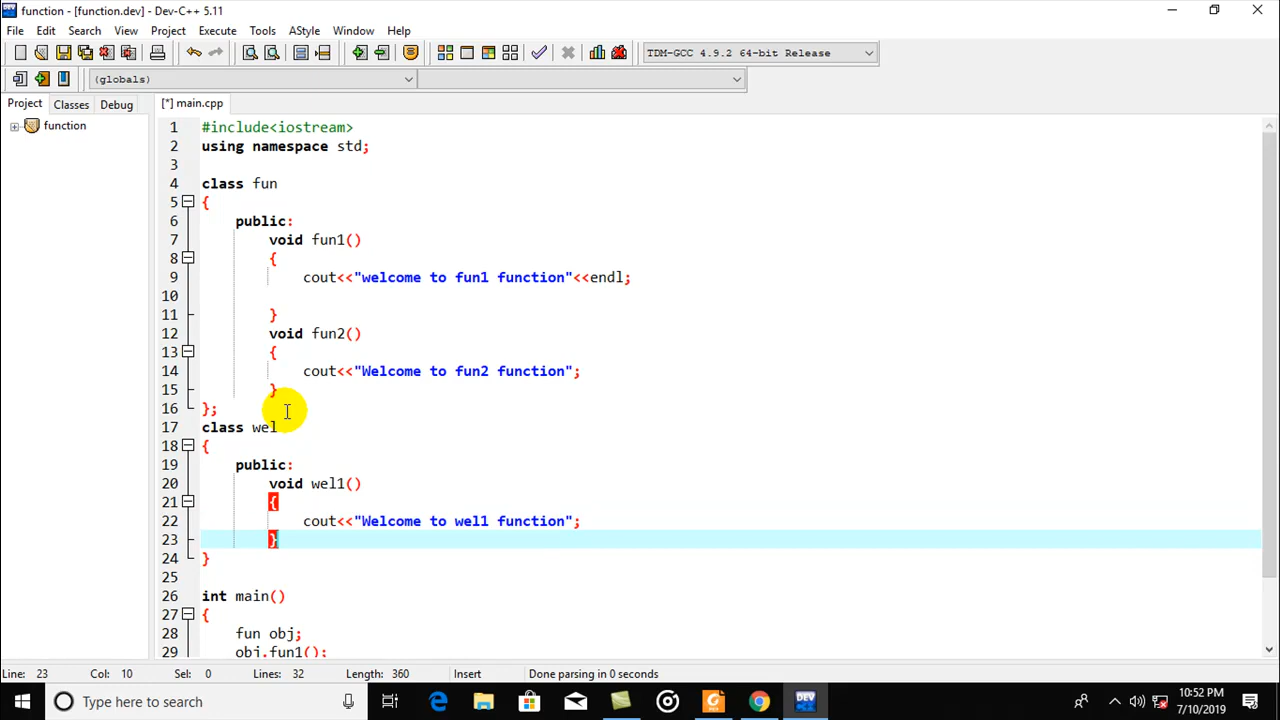 function - [function.dev] - Dev-C++ 5.11
File Edit Search View Project Execute Tools AStyle Window Help
TDM-GCC 4.9.2 64-bit Release
(globals)
Project Classes Debug [*] main.cpp
function
1 #include<iostream>
2 using namespace std;
3
4 class fun
5 {
6 public:
7 void fun1()
8 {
9 cout<<"welcome to fun1 function"<<endl;
10
11 }
12 void fun2()
13 {
14 cout<<"Welcome to fun2 function";
15 }
16 };
17 class wel
18 {
19 public:
20 void wel1()
21 {
22 cout<<"Welcome to wel1 function";
23 }
24 }
25
26 int main()
27 {
28 fun obj;
29 obj.fun1();
Line: 23 Col: 10 Sel: 0 Lines: 32 Length: 360 Insert Done parsing in 0 seconds
Type here to search
DEV
10:52 PM
7/10/2019